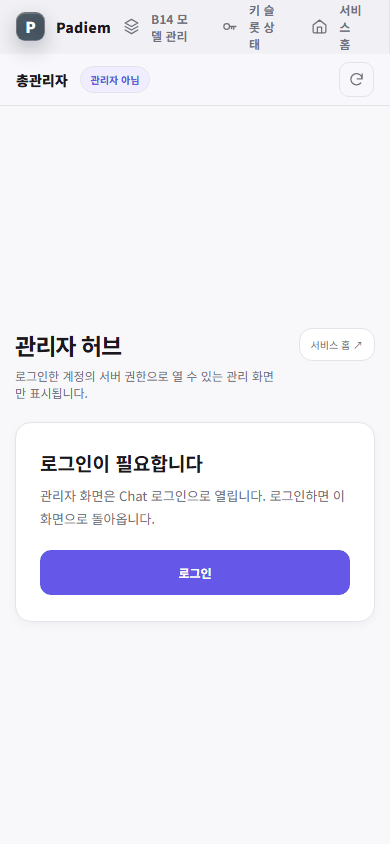 P
Padiem
B14 모
델 관리
키 슬
롯 상
태
서비
스
홈
총관리자
관리자 아님
관리자 허브
서비스 홈 ↗
로그인한 계정의 서버 권한으로 열 수 있는 관리 화면
만 표시됩니다.
로그인이 필요합니다
관리자 화면은 Chat 로그인으로 열립니다. 로그인하면 이
화면으로 돌아옵니다.
로그인